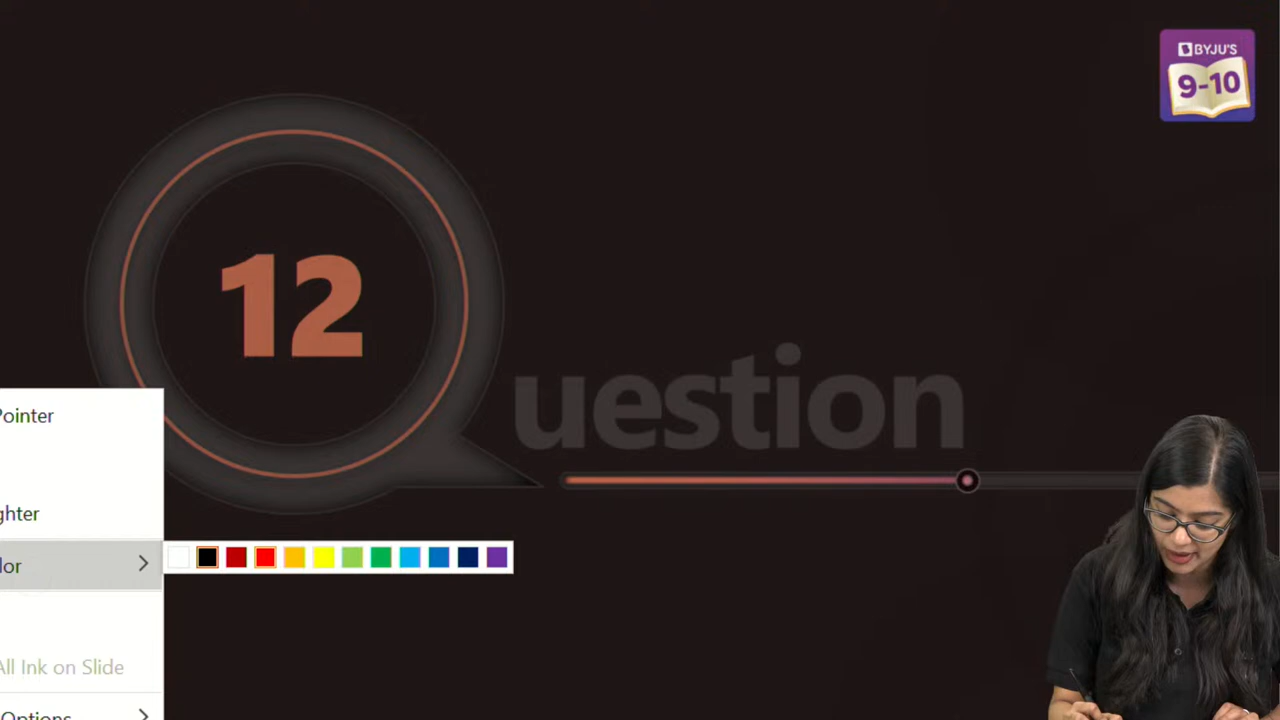 BYJU'S
9-10
12
uestion
Pointer
ghter
lor
All Ink on Slide
Options